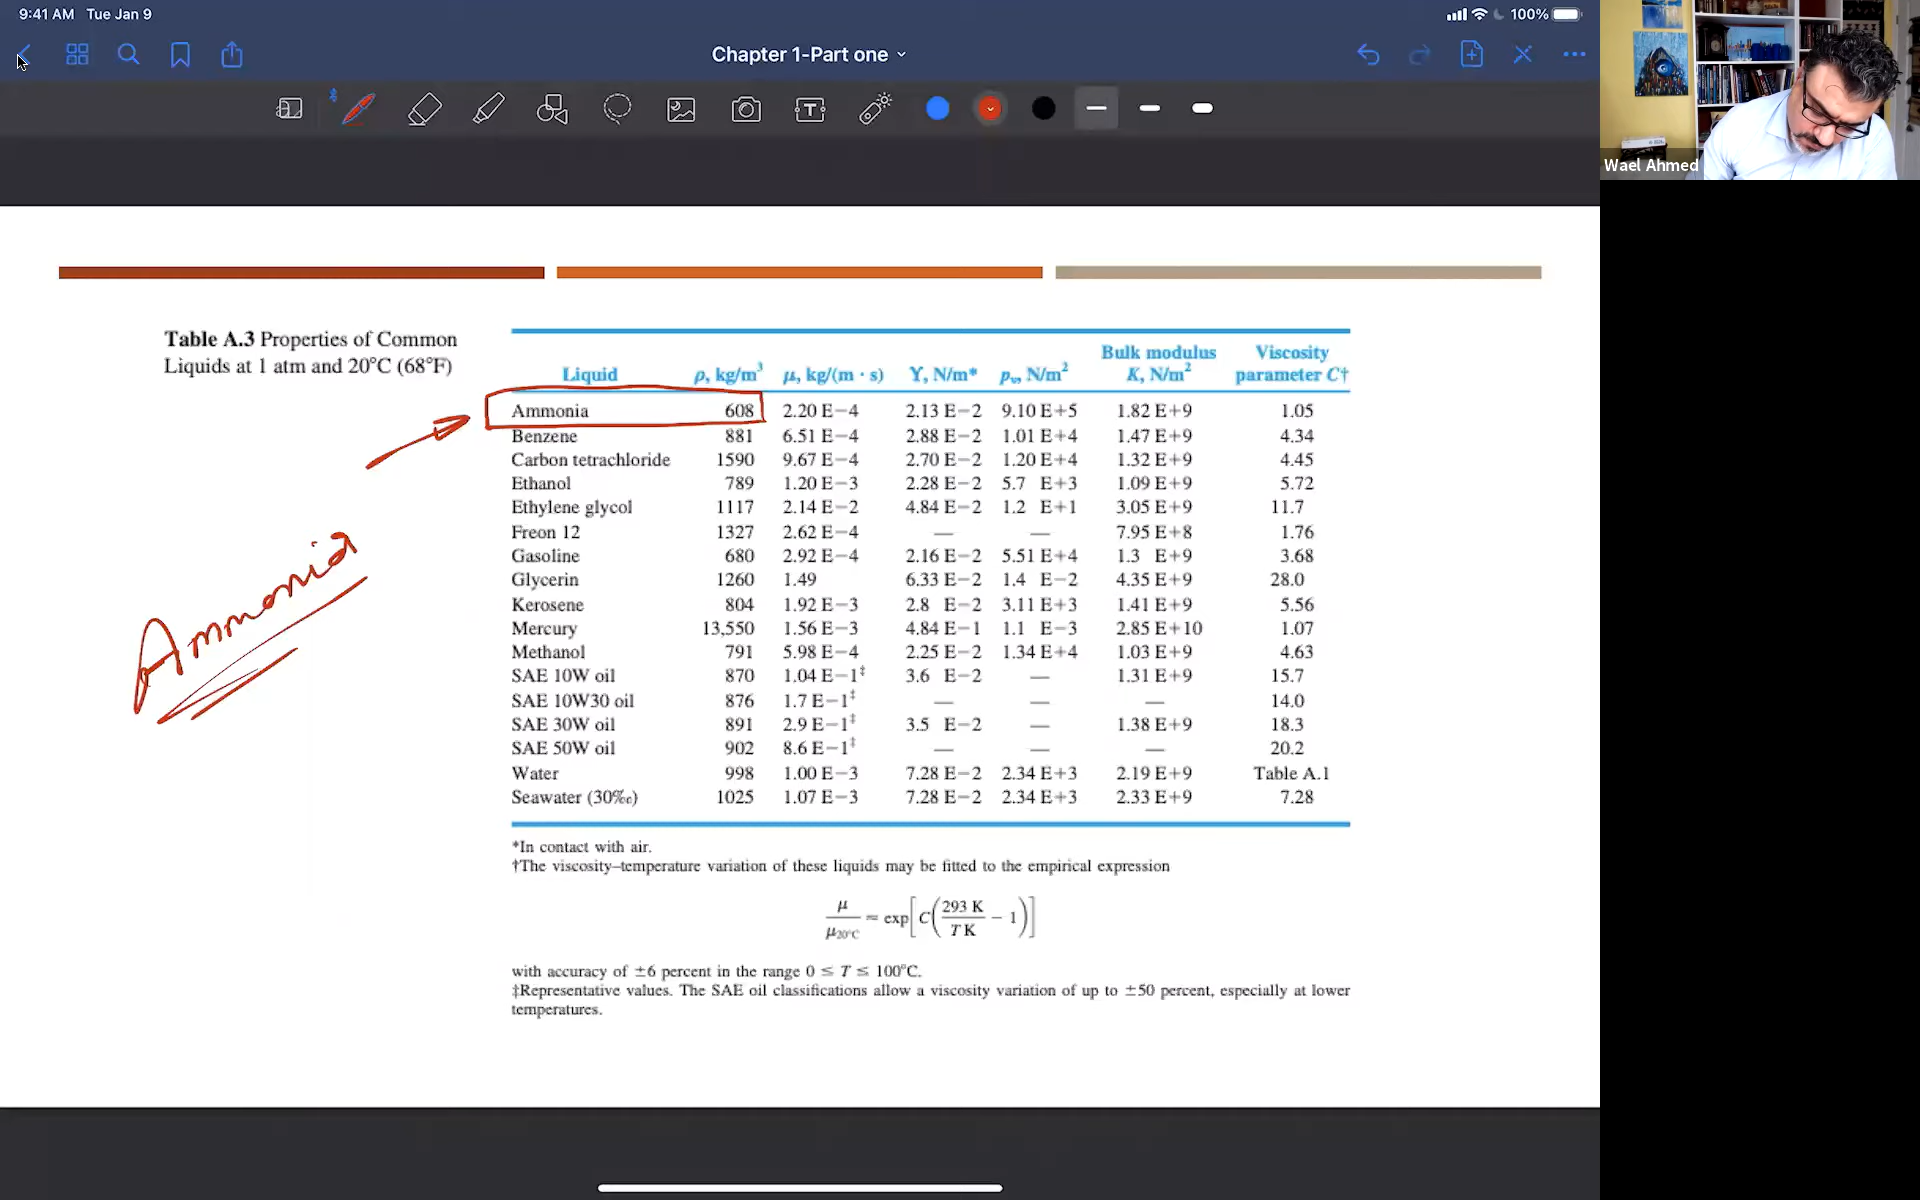 9:41 AM Tue Jan 9
100%
Chapter 1-Part one
Wael Ahmed
Table A.3 Properties of Common
Liquids at 1 atm and 20°C (68°F)
Liquid ρ, kg/m³ μ, kg/(m · s) Υ, N/m* pᵥ, N/m² Bulk modulus K, N/m² Viscosity parameter C†
Ammonia 608 2.20 E−4 2.13 E−2 9.10 E+5 1.82 E+9 1.05
Benzene 881 6.51 E−4 2.88 E−2 1.01 E+4 1.47 E+9 4.34
Carbon tetrachloride 1590 9.67 E−4 2.70 E−2 1.20 E+4 1.32 E+9 4.45
Ethanol 789 1.20 E−3 2.28 E−2 5.7 E+3 1.09 E+9 5.72
Ethylene glycol 1117 2.14 E−2 4.84 E−2 1.2 E+1 3.05 E+9 11.7
Freon 12 1327 2.62 E−4 — — 7.95 E+8 1.76
Gasoline 680 2.92 E−4 2.16 E−2 5.51 E+4 1.3 E+9 3.68
Glycerin 1260 1.49 6.33 E−2 1.4 E−2 4.35 E+9 28.0
Kerosene 804 1.92 E−3 2.8 E−2 3.11 E+3 1.41 E+9 5.56
Mercury 13,550 1.56 E−3 4.84 E−1 1.1 E−3 2.85 E+10 1.07
Methanol 791 5.98 E−4 2.25 E−2 1.34 E+4 1.03 E+9 4.63
SAE 10W oil 870 1.04 E−1‡ 3.6 E−2 — 1.31 E+9 15.7
SAE 10W30 oil 876 1.7 E−1‡ — — — 14.0
SAE 30W oil 891 2.9 E−1‡ 3.5 E−2 — 1.38 E+9 18.3
SAE 50W oil 902 8.6 E−1‡ — — — 20.2
Water 998 1.00 E−3 7.28 E−2 2.34 E+3 2.19 E+9 Table A.1
Seawater (30‰) 1025 1.07 E−3 7.28 E−2 2.34 E+3 2.33 E+9 7.28
Ammonia
*In contact with air.
†The viscosity–temperature variation of these liquids may be fitted to the empirical expression
μ/μ20°C ≈ exp[C(293 K/T K − 1)]
with accuracy of ±6 percent in the range 0 ≤ T ≤ 100°C.
‡Representative values. The SAE oil classifications allow a viscosity variation of up to ±50 percent, especially at lower
temperatures.